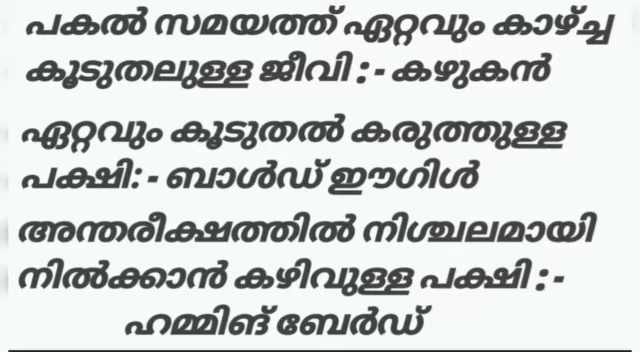 പകൽ സമയത്ത് ഏറ്റവും കാഴ്ച്ച
കൂടുതലുള്ള ജീവി : - കഴുകൻ
ഏറ്റവും കൂടുതൽ കരുത്തുള്ള
പക്ഷി: - ബാൾഡ് ഈഗിൾ
അന്തരീക്ഷത്തിൽ നിശ്ചലമായി
നിൽക്കാൻ കഴിവുള്ള പക്ഷി : -
ഹമ്മിങ് ബേർഡ്